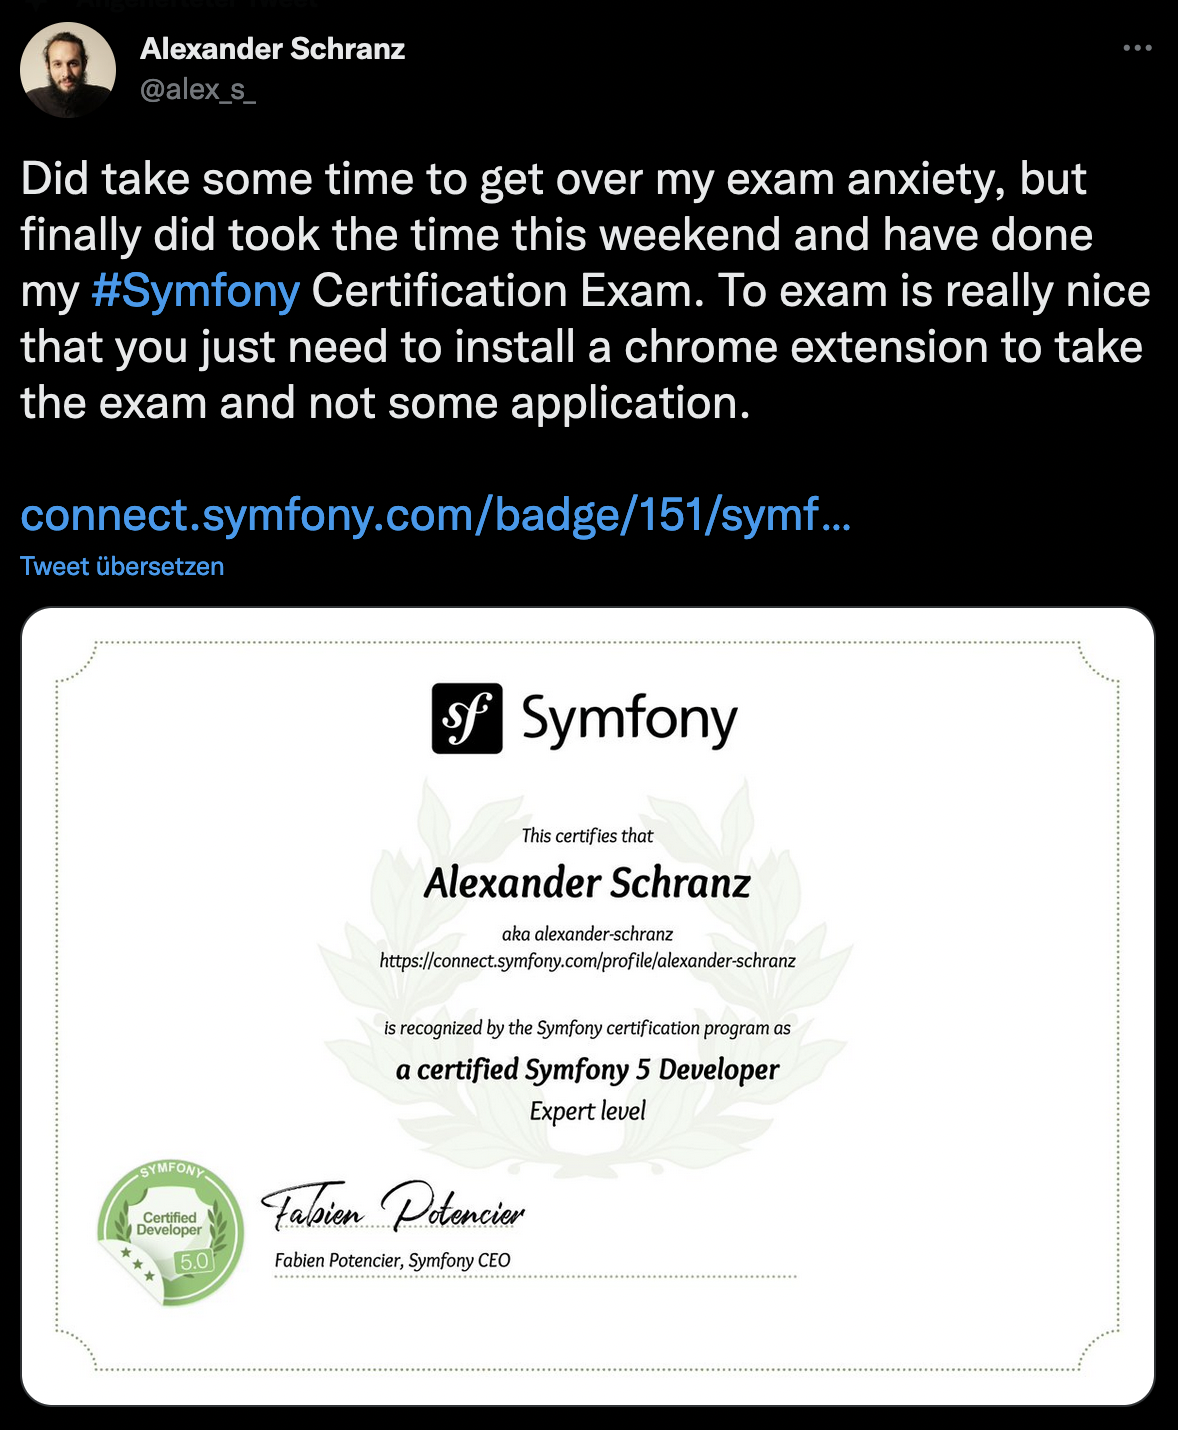 Angehefteter Tweet
Alexander Schranz
@alex_s_
Did take some time to get over my exam anxiety, but
finally did took the time this weekend and have done
my #Symfony Certification Exam. To exam is really nice
that you just need to install a chrome extension to take
the exam and not some application.
connect.symfony.com/badge/151/symf...
Tweet übersetzen
sf Symfony
This certifies that
Alexander Schranz
aka alexander-schranz
https://connect.symfony.com/profile/alexander-schranz
is recognized by the Symfony certification program as
a certified Symfony 5 Developer
Expert level
SYMFONY
Certified
Developer
5.0
Fabien Potencier
Fabien Potencier, Symfony CEO